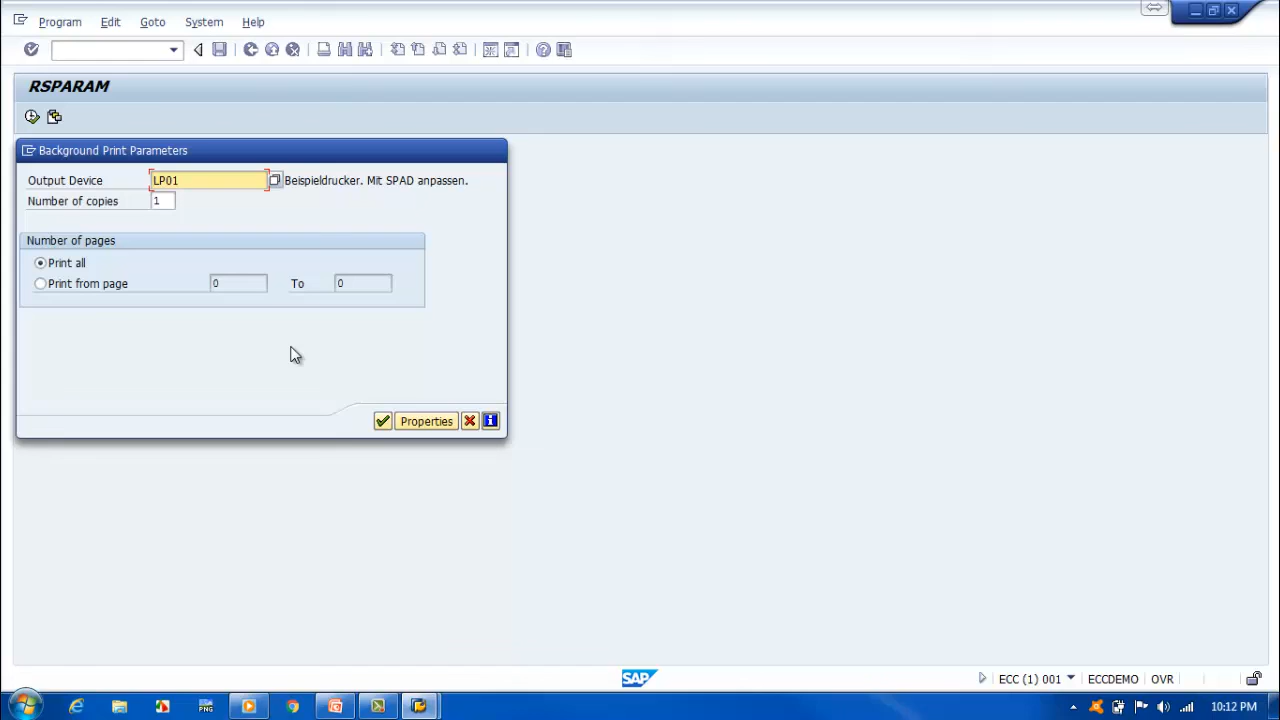 Program Edit Goto System Help
RSPARAM
Background Print Parameters
Output Device LP01 Beispieldrucker. Mit SPAD anpassen.
Number of copies 1
Number of pages
Print all
Print from page 0 To 0
Properties
SAP ECC (1) 001 ECCDEMO OVR
PNG
10:12 PM